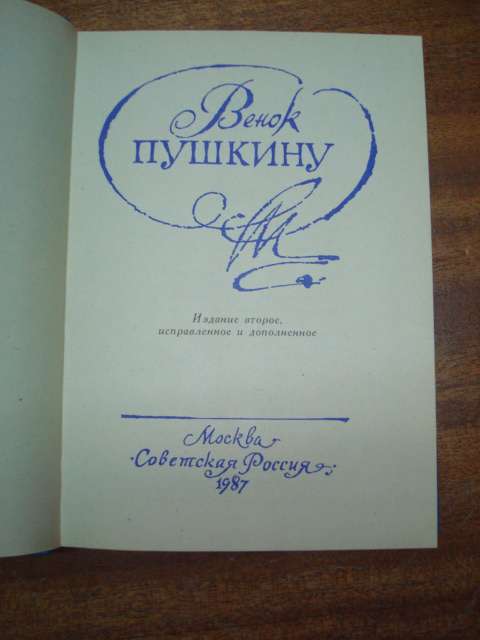 Венок
ПУШКИНУ
Издание второе,
исправленное и дополненное
Москва
·Советская Россия·
1987